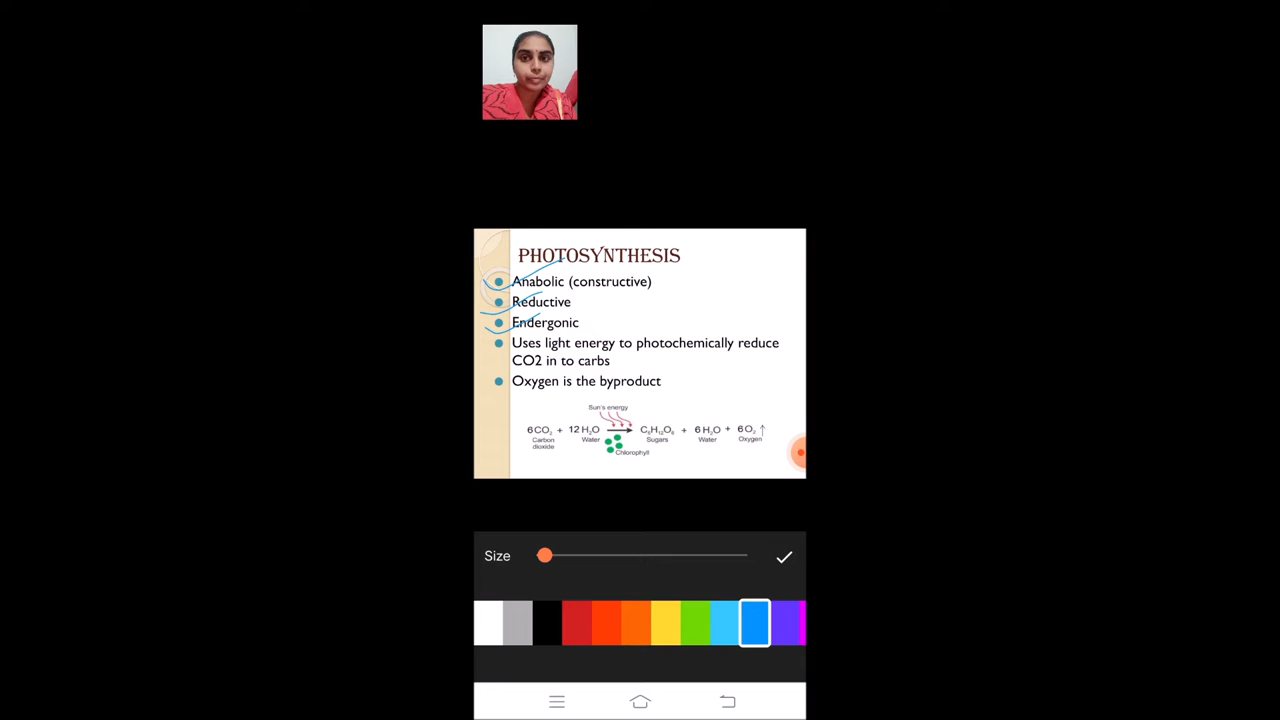 PHOTOSYNTHESIS
Anabolic (constructive)
Reductive
Endergonic
Uses light energy to photochemically reduce
CO2 in to carbs
Oxygen is the byproduct
Sun's energy
6CO₂ + 12H₂O C₆H₁₂O₆ + 6H₂O + 6O₂ ↑
Carbon dioxide Water Sugars Water Oxygen
Chlorophyll
Size